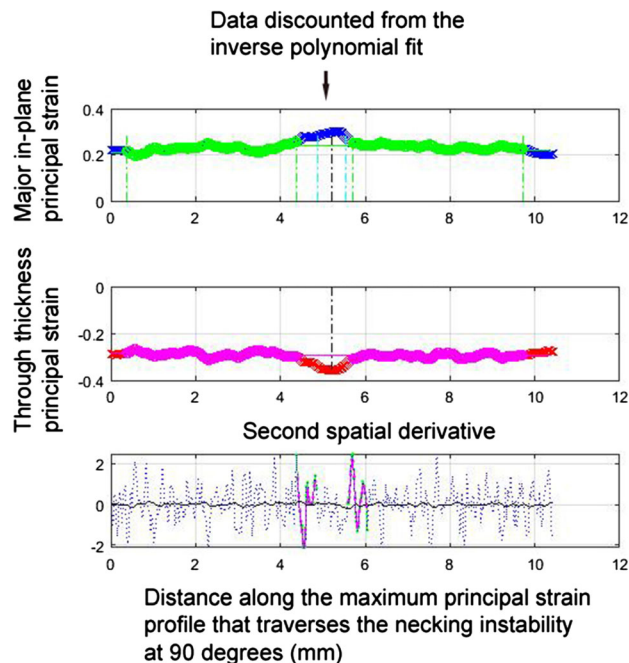 Data discounted from the
inverse polynomial fit
Major in-plane
principal strain
0.4
0.2
0
0 2 4 6 8 10 12
Through thickness
principal strain
0
-0.2
-0.4
0 2 4 6 8 10 12
Second spatial derivative
2
0
-2
0 2 4 6 8 10 12
Distance along the maximum principal strain
profile that traverses the necking instability
at 90 degrees (mm)